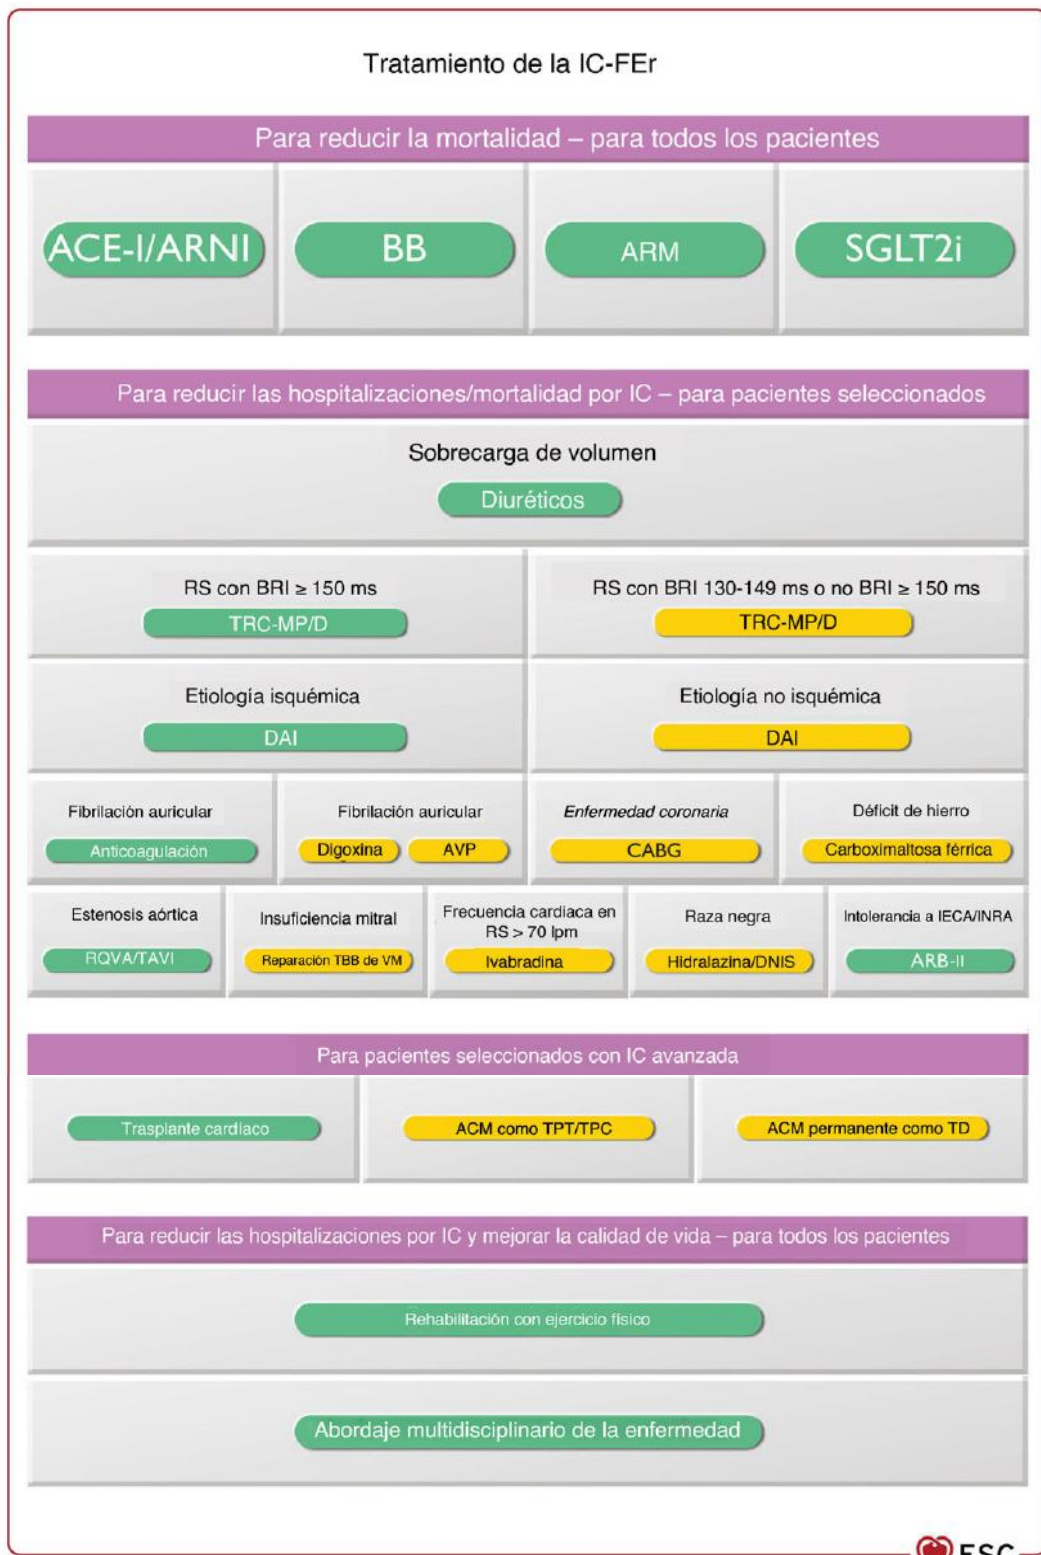 Tratamiento de la IC-FEr
Para reducir la mortalidad – para todos los pacientes
ACE-I/ARNI
BB
ARM
SGLT2i
Para reducir las hospitalizaciones/mortalidad por IC – para pacientes seleccionados
Sobrecarga de volumen
Diuréticos
RS con BRI ≥ 150 ms
TRC-MP/D
RS con BRI 130-149 ms o no BRI ≥ 150 ms
TRC-MP/D
Etiología isquémica
DAI
Etiología no isquémica
DAI
Fibrilación auricular
Anticoagulación
Fibrilación auricular
Digoxina
AVP
Enfermedad coronaria
CABG
Déficit de hierro
Carboximaltosa férrica
Estenosis aórtica
RQVA/TAVI
Insuficiencia mitral
Reparación TBB de VM
Frecuencia cardiaca en
RS > 70 lpm
Ivabradina
Raza negra
Hidralazina/DNIS
Intolerancia a IECA/INRA
ARB-II
Para pacientes seleccionados con IC avanzada
Trasplante cardiaco
ACM como TPT/TPC
ACM permanente como TD
Para reducir las hospitalizaciones por IC y mejorar la calidad de vida – para todos los pacientes
Rehabilitación con ejercicio físico
Abordaje multidisciplinario de la enfermedad
ESC